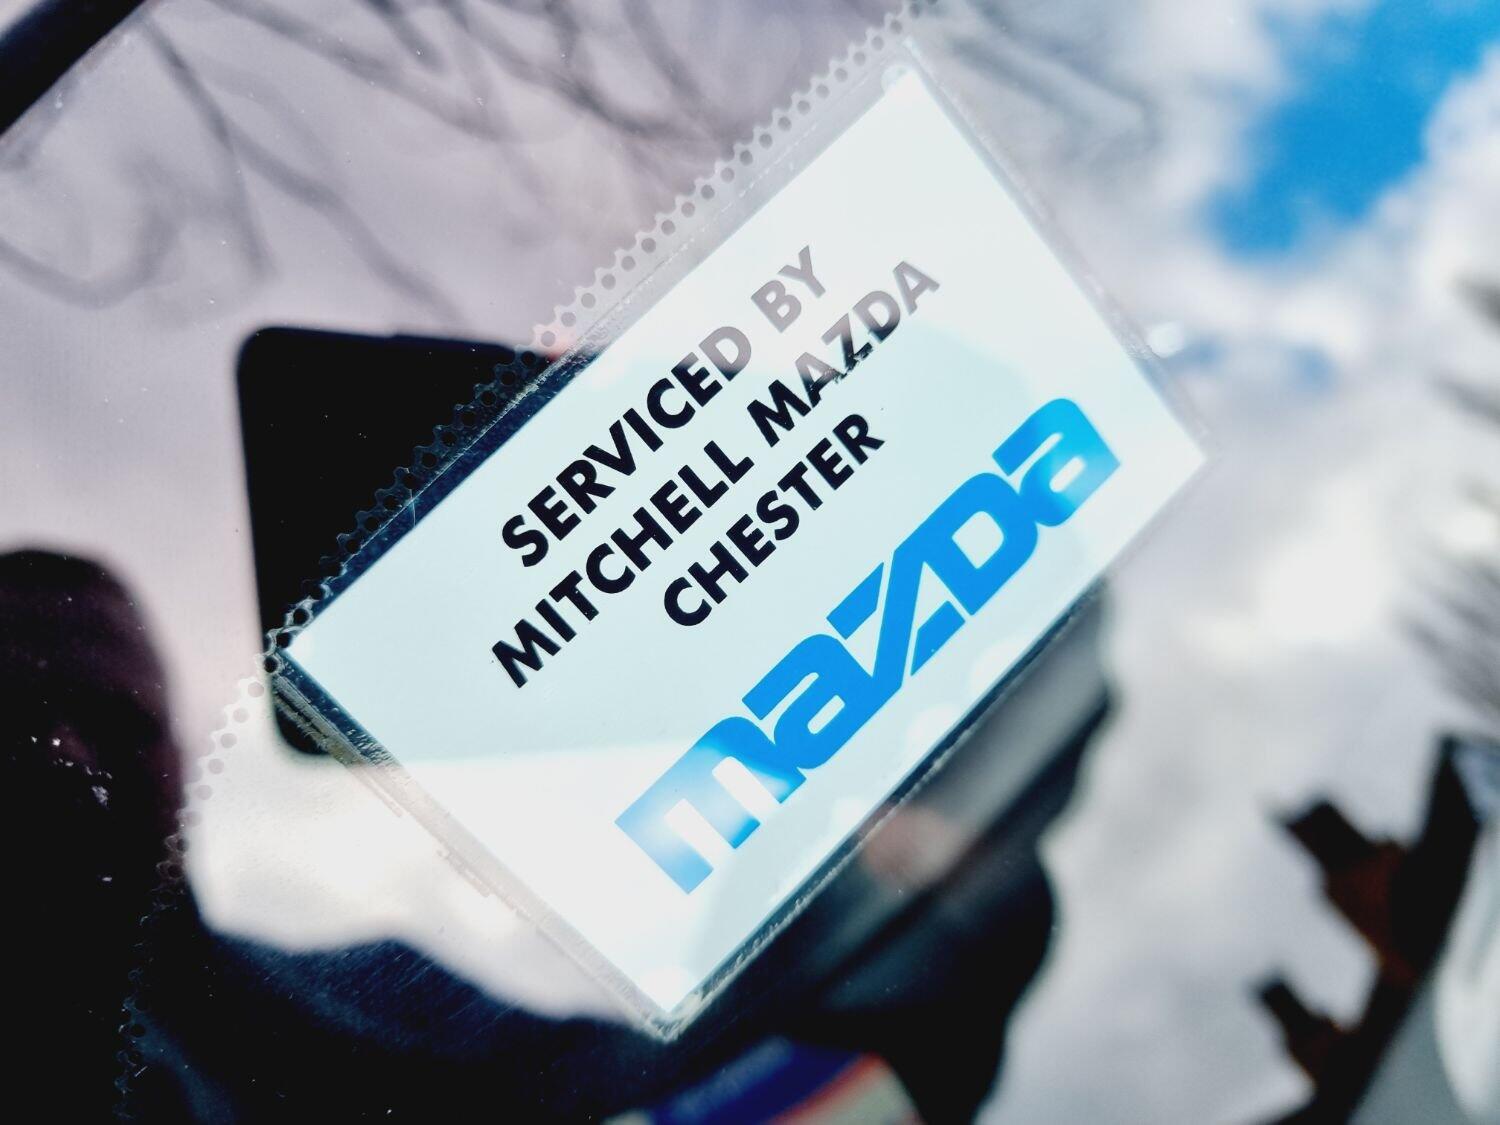 SERVICED BY
MITCHELL MAZDA
CHESTER
mazDa